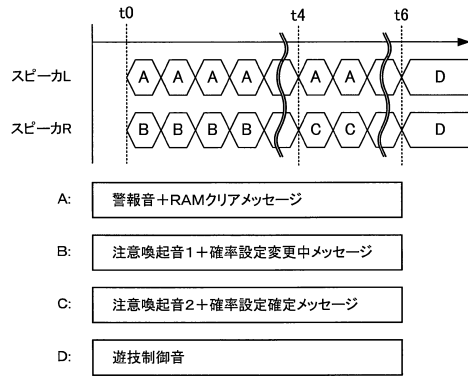 t0 t4 t6
スピーカL A A A A A A D
スピーカR B B B B C C D
A: 警報音+RAMクリアメッセージ
B: 注意喚起音1+確率設定変更中メッセージ
C: 注意喚起音2+確率設定確定メッセージ
D: 遊技制御音